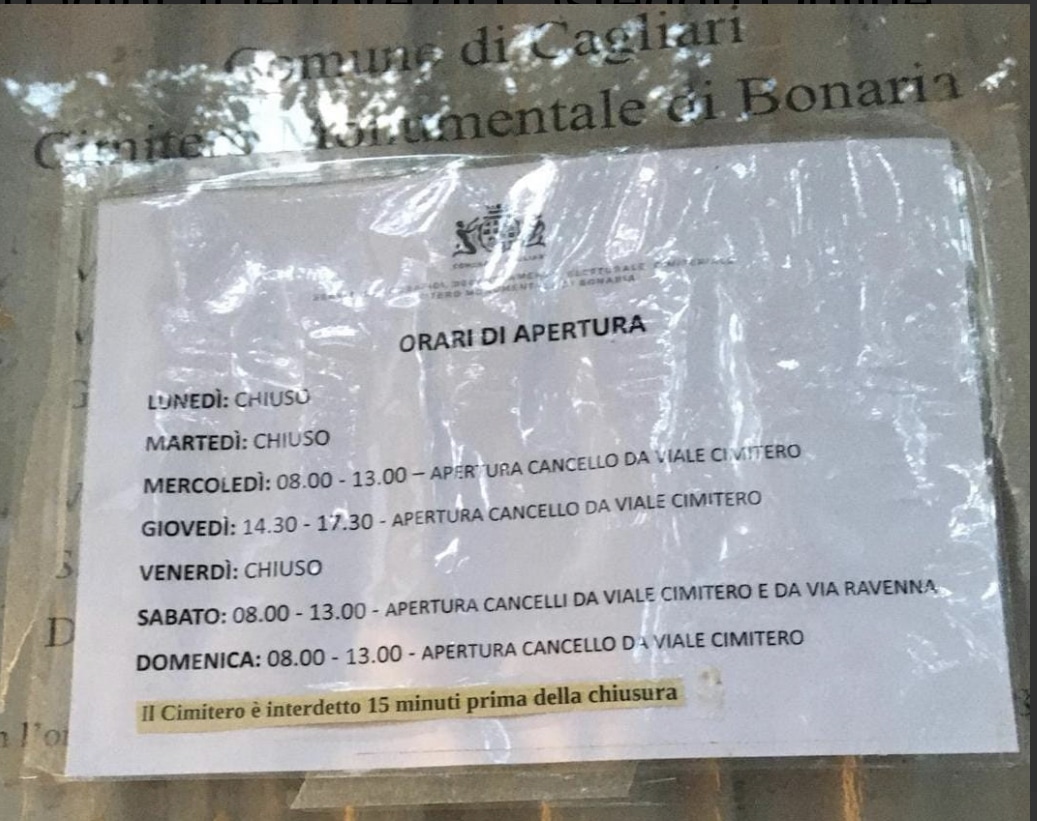 Comune di Cagliari
Cimitero Monumentale di Bonaria
ORARI DI APERTURA
LUNEDÌ: CHIUSO
MARTEDÌ: CHIUSO
MERCOLEDÌ: 08.00 - 13.00 – APERTURA CANCELLO DA VIALE CIMITERO
GIOVEDÌ: 14.30 - 17.30 - APERTURA CANCELLO DA VIALE CIMITERO
VENERDÌ: CHIUSO
SABATO: 08.00 - 13.00 - APERTURA CANCELLI DA VIALE CIMITERO E DA VIA RAVENNA
DOMENICA: 08.00 - 13.00 - APERTURA CANCELLO DA VIALE CIMITERO
Il Cimitero è interdetto 15 minuti prima della chiusura